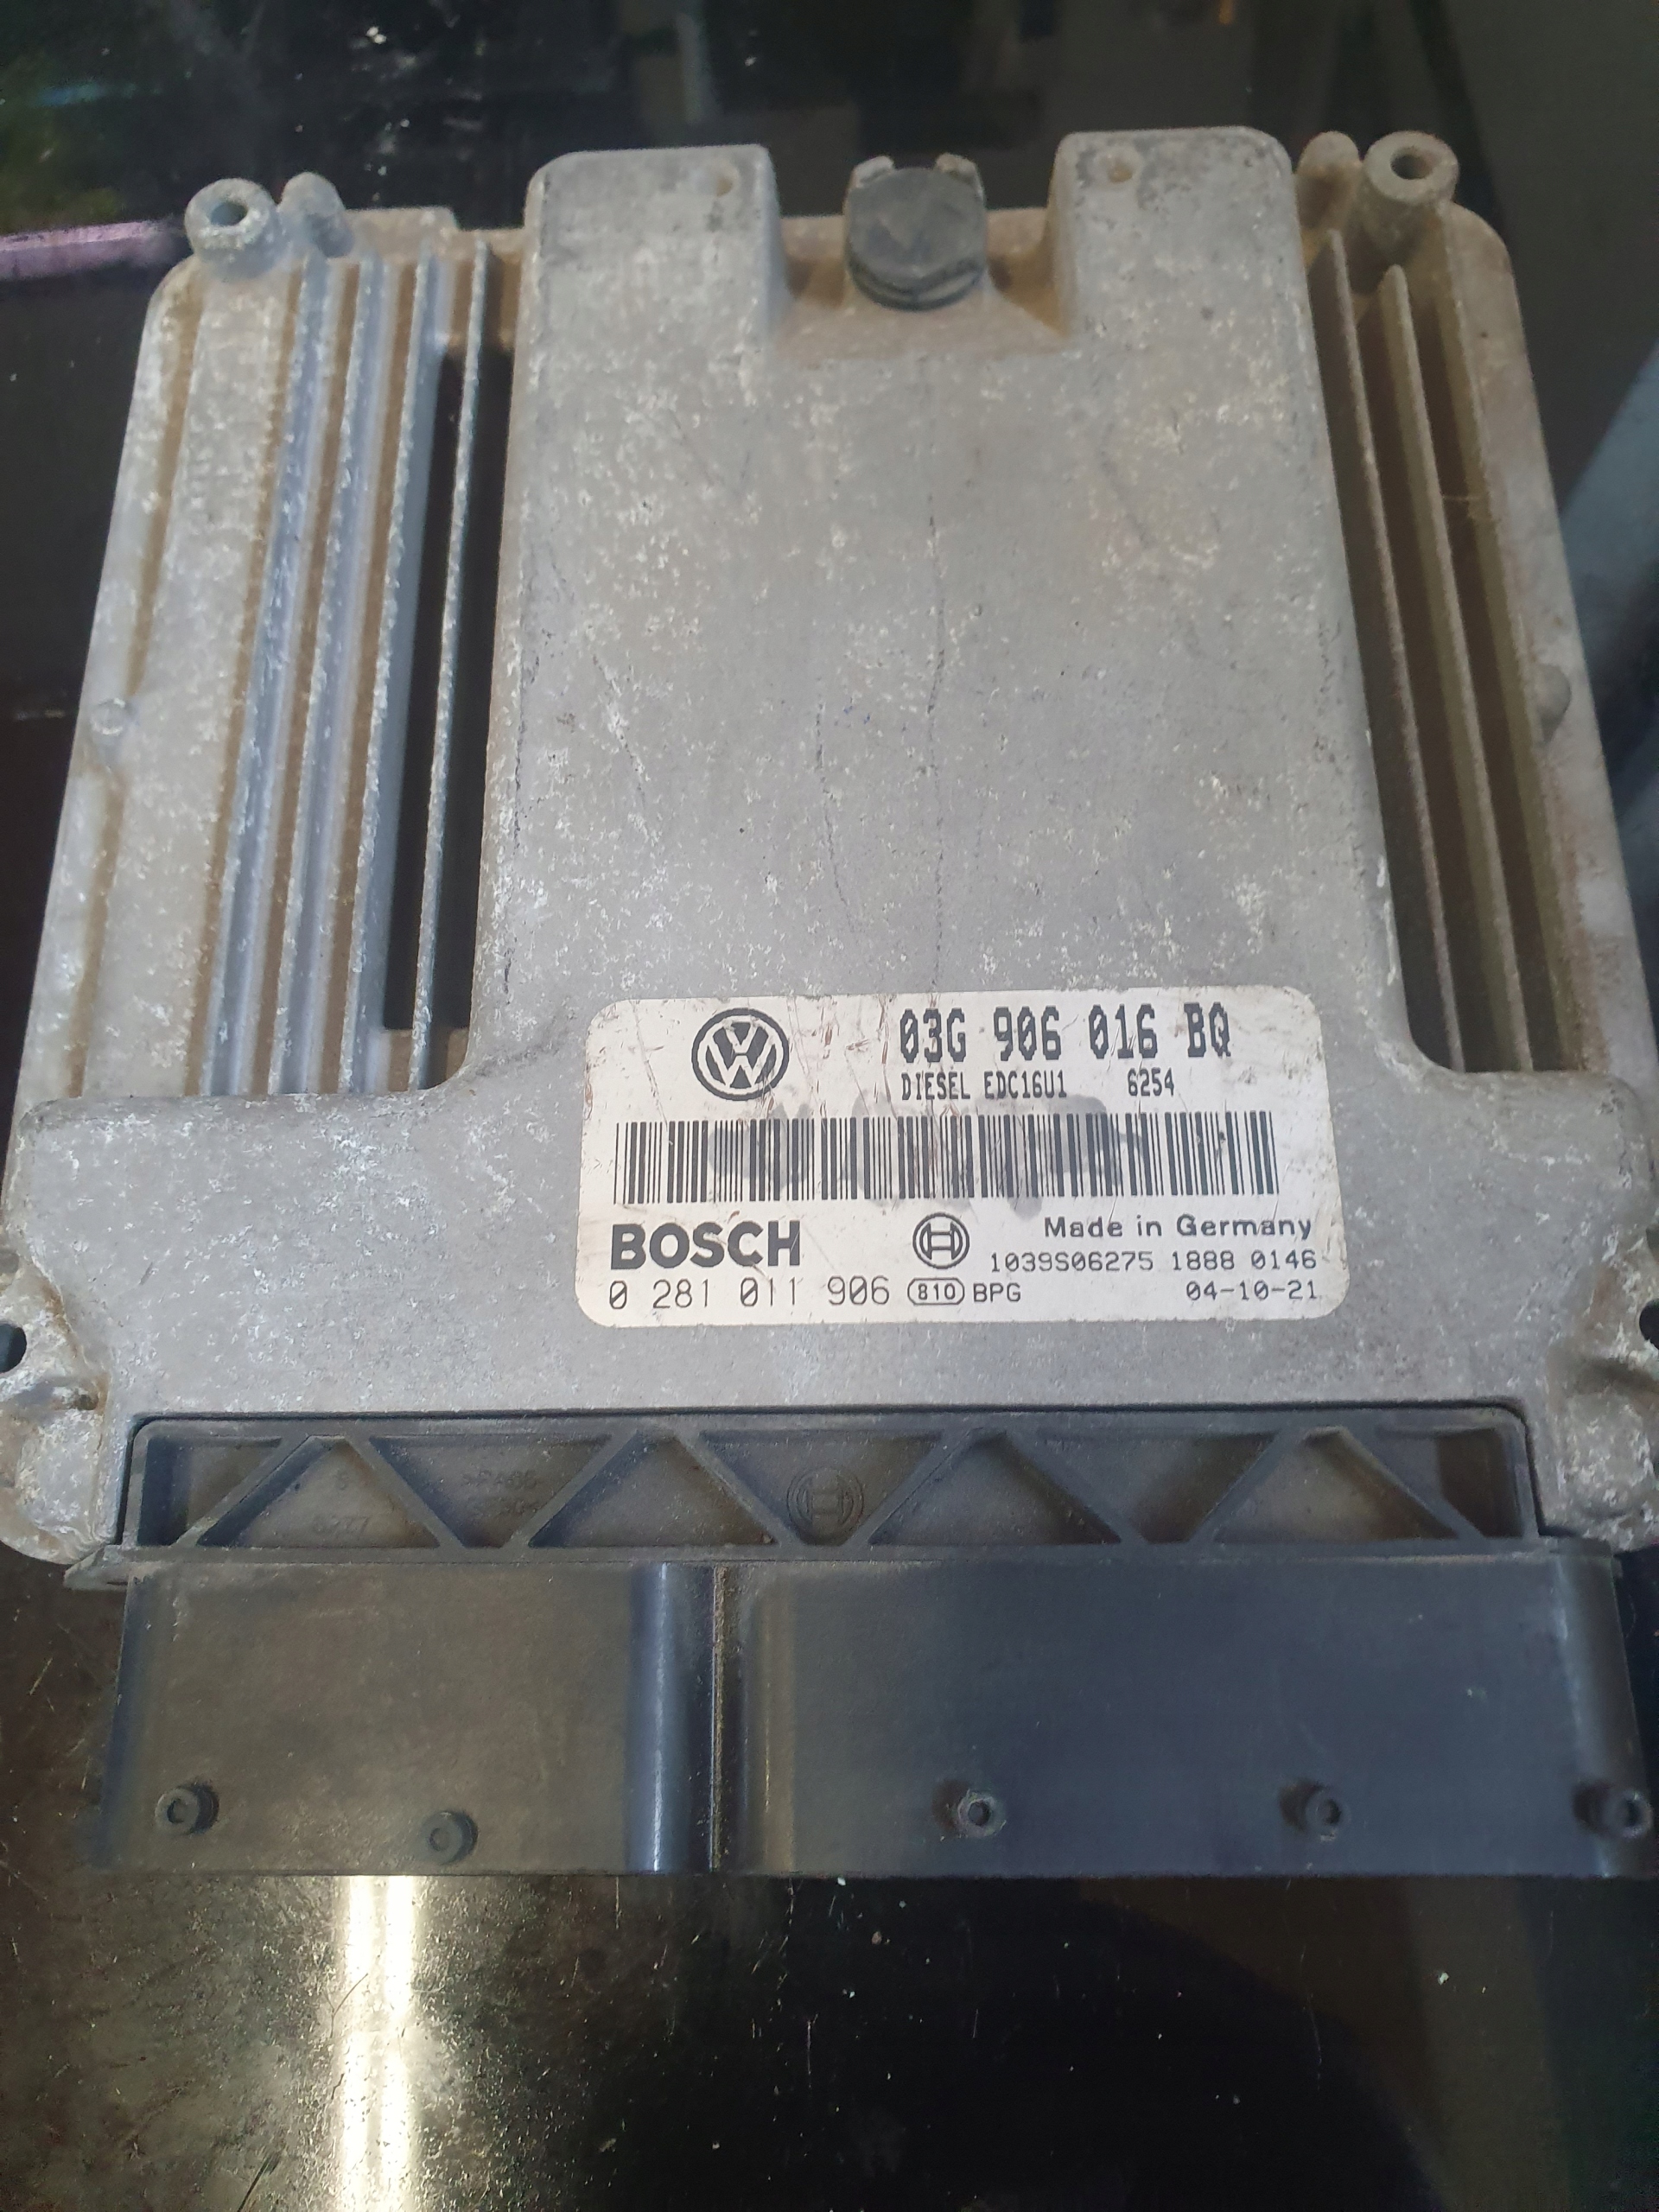 03G 906 016 BQ
DIESEL EDC16U1 6254
BOSCH
Made in Germany
1039S06275 1888 0146
0 281 011 906 810 BPG
04-10-21